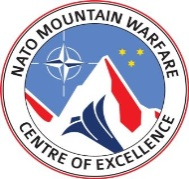 NATO MOUNTAIN WARFARE
CENTRE OF EXCELLENCE